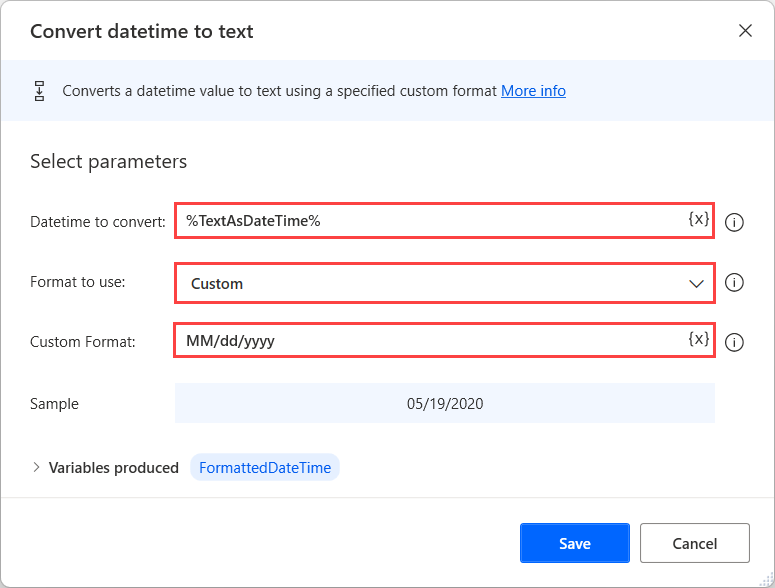 Convert datetime to text
Converts a datetime value to text using a specified custom format More info
Select parameters
Datetime to convert: %TextAsDateTime% {x}
Format to use: Custom
Custom Format: MM/dd/yyyy {x}
Sample 05/19/2020
Variables produced FormattedDateTime
Save Cancel